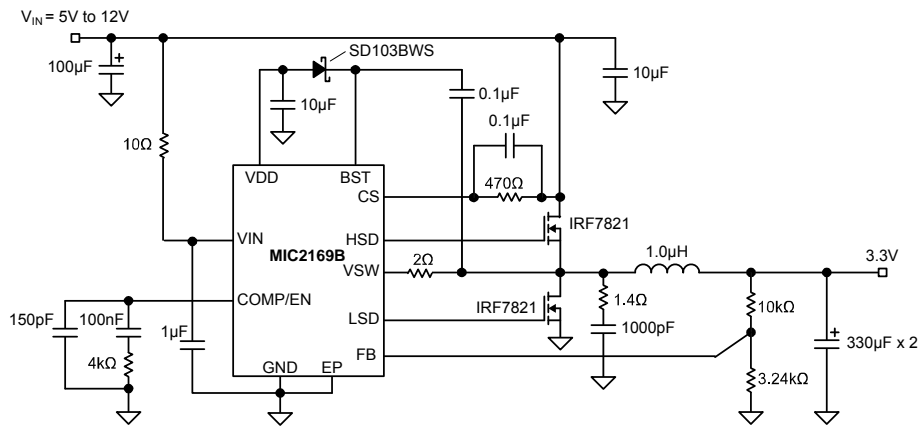 VIN = 5V to 12V
SD103BWS
100µF
+
10µF
0.1µF
10µF
0.1µF
10Ω
VDD
BST
CS
470Ω
IRF7821
HSD
VIN
MIC2169B
1.0µH
3.3V
VSW
2Ω
COMP/EN
1.4Ω
10kΩ
IRF7821
150pF
100nF
1µF
LSD
1000pF
+
330µF x 2
4kΩ
FB
GND
EP
3.24kΩ